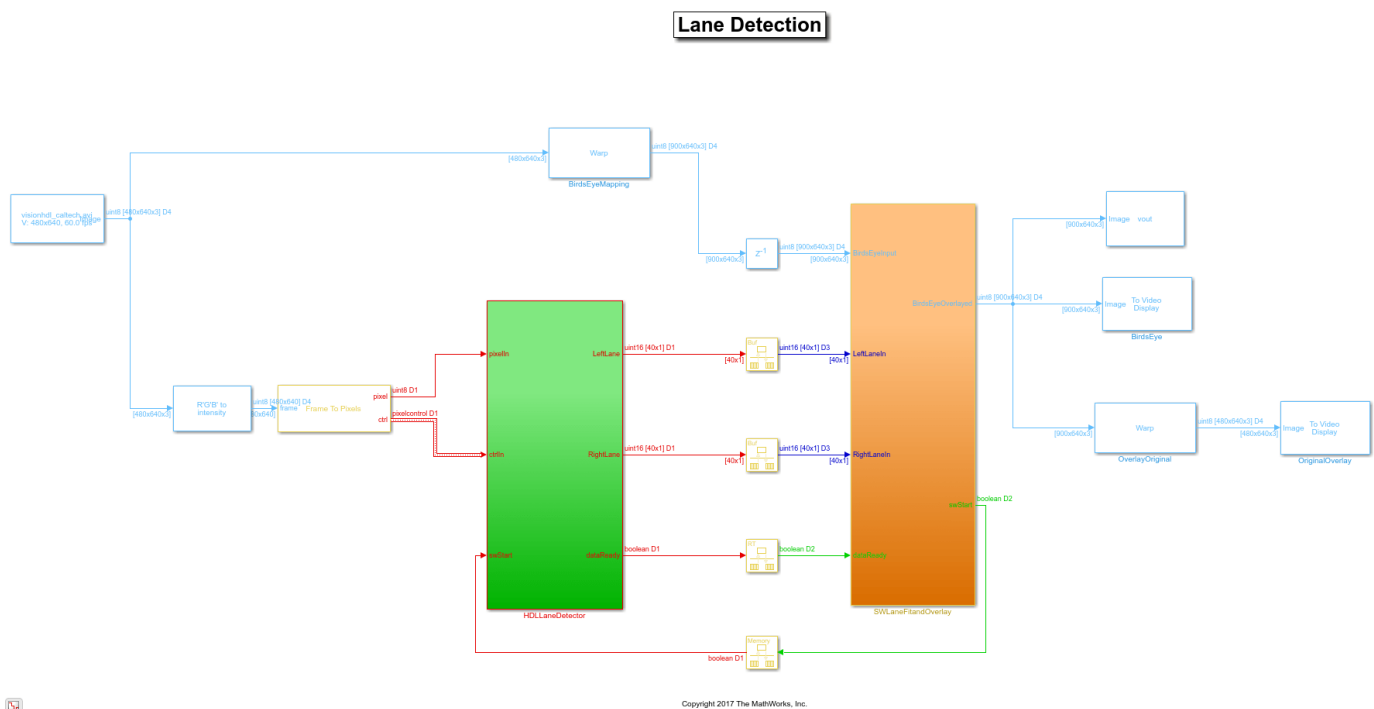 Lane Detection
Warp
uint8 [900x640x3] D4
[480x640x3]
BirdsEyeMapping
visionhdl_caltech.avi
V: 480x640, 60.0 fps
Image
uint8 [480x640x3] D4
Z-1
uint8 [900x640x3] D4
[900x640x3]
[900x640x3]
BirdsEyeInput
Image
vout
[900x640x3]
BirdsEyeOverlayed
uint8 [900x640x3] D4
Image
To Video
Display
[900x640x3]
BirdsEye
pixelIn
LeftLane
uint16 [40x1] D1
[40x1]
Buf
uint16 [40x1] D3
[40x1]
LeftLaneIn
R'G'B' to
intensity
[480x640x3]
uint8 [480x640] D4
frame
Frame To Pixels
pixel
uint8 D1
ctrl
pixelcontrol D1
ctrlIn
RightLane
uint16 [40x1] D1
[40x1]
Buf
uint16 [40x1] D3
[40x1]
RightLaneIn
Warp
[900x640x3]
OverlayOriginal
uint8 [480x640x3] D4
[480x640x3]
Image
To Video
Display
OriginalOverlay
swStart
boolean D2
swStart
dataReady
boolean D1
RT
boolean D2
dataReady
HDLLaneDetector
SWLaneFitandOverlay
Memory
boolean D1
Copyright 2017 The MathWorks, Inc.